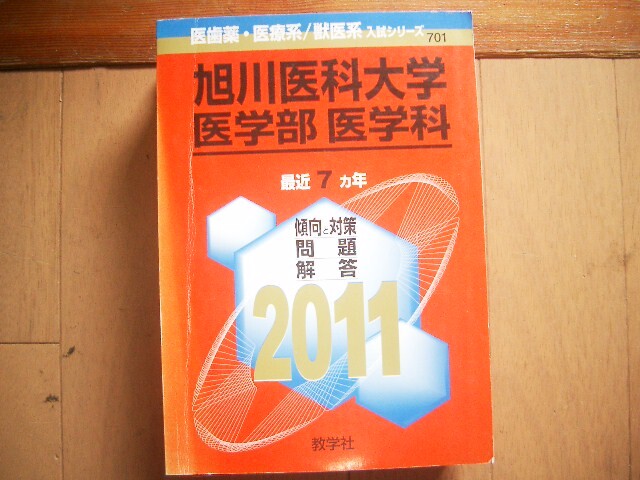 医歯薬・医療系/獣医系 入試シリーズ 701
旭川医科大学
医学部 医学科
最近 7 カ年
傾向と対策
問題
解答
2011
教学社